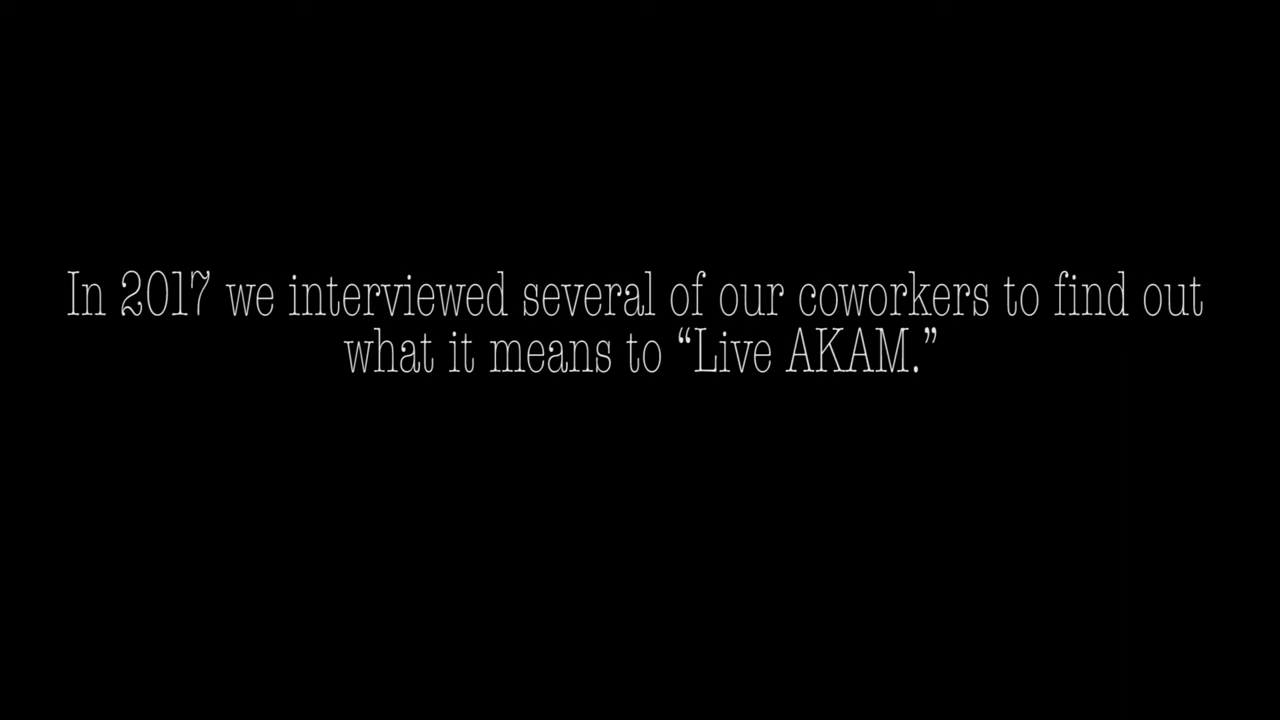 In 2017 we interviewed several of our coworkers to find out
what it means to “Live AKAM.”